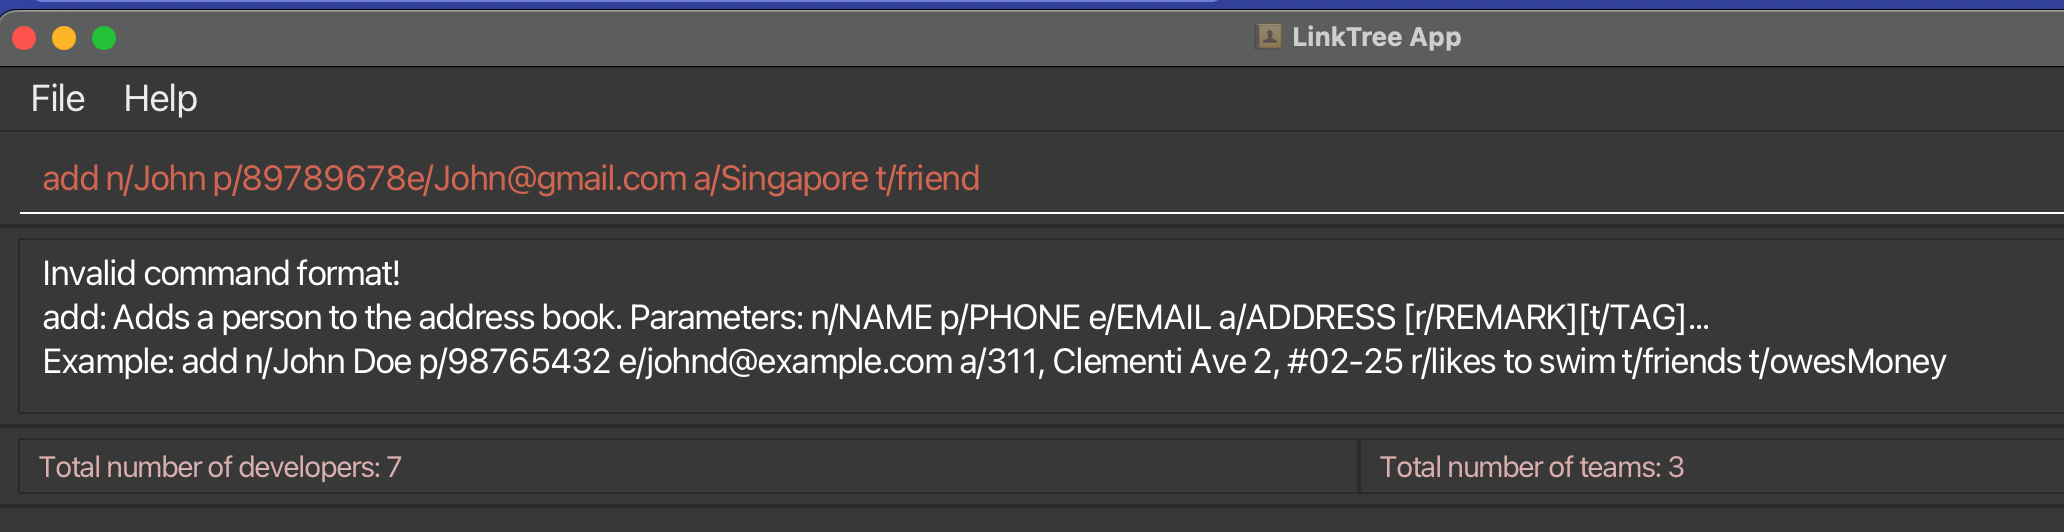 LinkTree App
File Help
add n/John p/89789678e/John@gmail.com a/Singapore t/friend
Invalid command format!
add: Adds a person to the address book. Parameters: n/NAME p/PHONE e/EMAIL a/ADDRESS [r/REMARK][t/TAG]...
Example: add n/John Doe p/98765432 e/johnd@example.com a/311, Clementi Ave 2, #02-25 r/likes to swim t/friends t/owesMoney
Total number of developers: 7
Total number of teams: 3